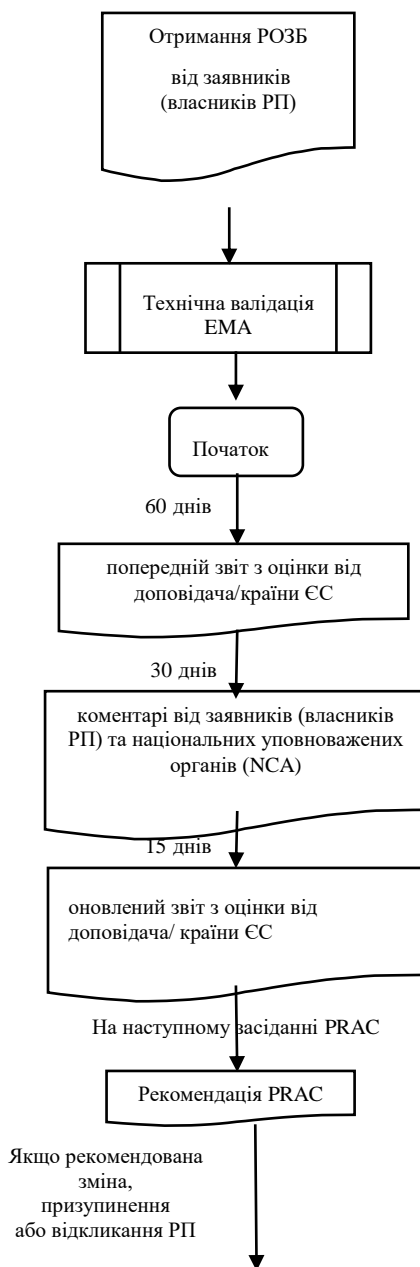 Отримання РОЗБ
від заявників
(власників РП)
Технічна валідація
ЕМА
Початок
60 днів
попередній звіт з оцінки від
доповідача/країни ЄС
30 днів
коментарі від заявників (власників
РП) та національних уповноважених
органів (NCA)
15 днів
оновлений звіт з оцінки від
доповідача/ країни ЄС
На наступному засіданні PRAC
Рекомендація PRAC
Якщо рекомендована
зміна,
призупинення
або відкликання РП